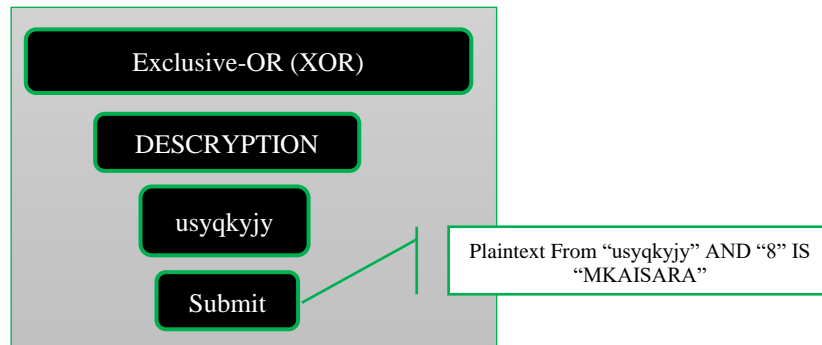 Exclusive-OR (XOR)
DESCRYPTION
usyqkyjy
Submit
Plaintext From “usyqkyjy” AND “8” IS
“MKAISARA”